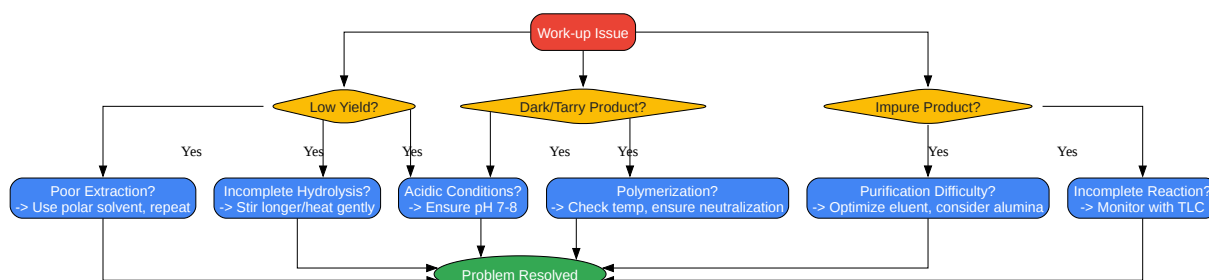 Work-up Issue
Low Yield?
Dark/Tarry Product?
Impure Product?
Yes
Yes
Yes
Yes
Yes
Yes
Yes
Poor Extraction?
-> Use polar solvent, repeat
Incomplete Hydrolysis?
-> Stir longer/heat gently
Acidic Conditions?
-> Ensure pH 7-8
Polymerization?
-> Check temp, ensure neutralization
Purification Difficulty?
-> Optimize eluent, consider alumina
Incomplete Reaction?
-> Monitor with TLC
Problem Resolved